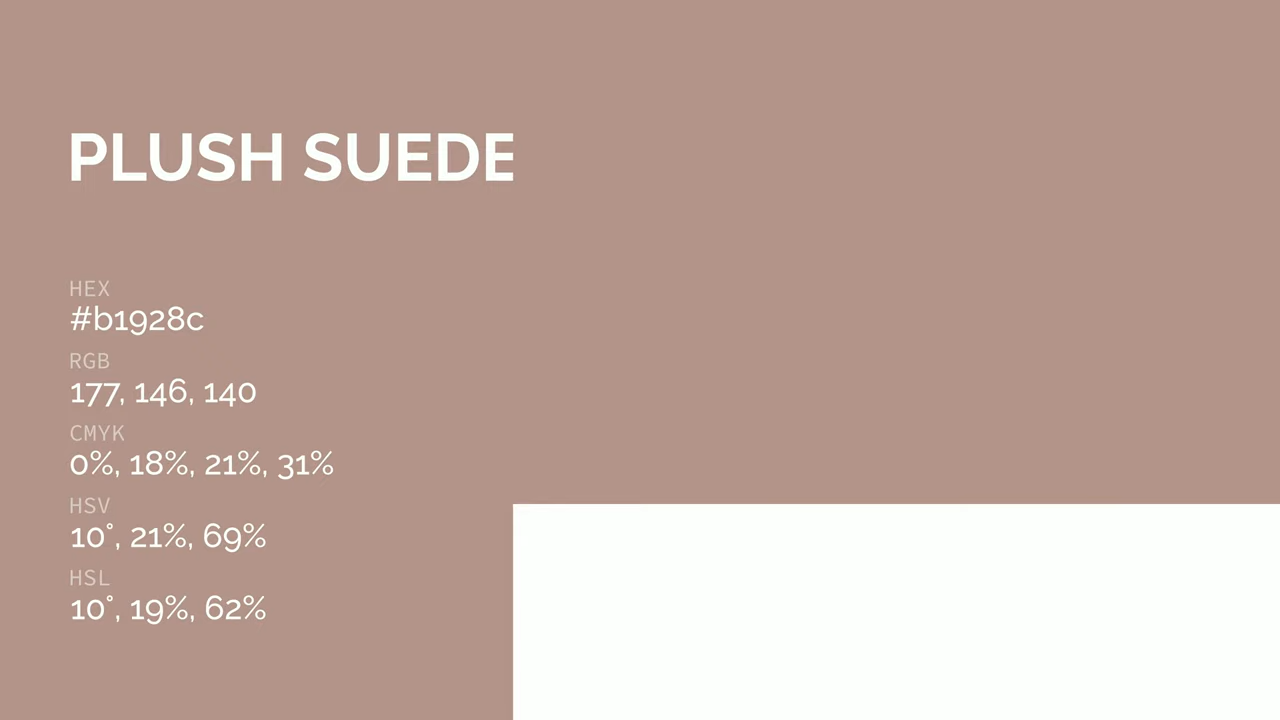 PLUSH SUEDE
HEX
#b1928c
RGB
177, 146, 140
CMYK
0%, 18%, 21%, 31%
HSV
10°, 21%, 69%
HSL
10°, 19%, 62%